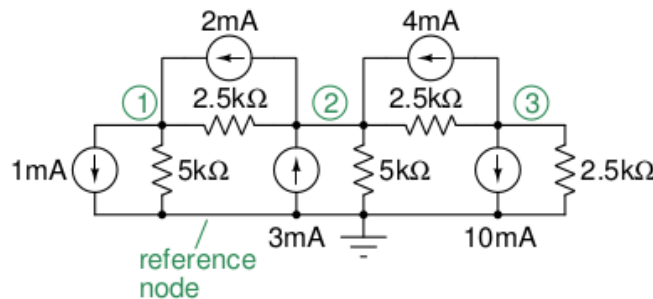 2mA 4mA
1 2.5kΩ 2 2.5kΩ 3
1mA 5kΩ 5kΩ 2.5kΩ
3mA 10mA
reference
node